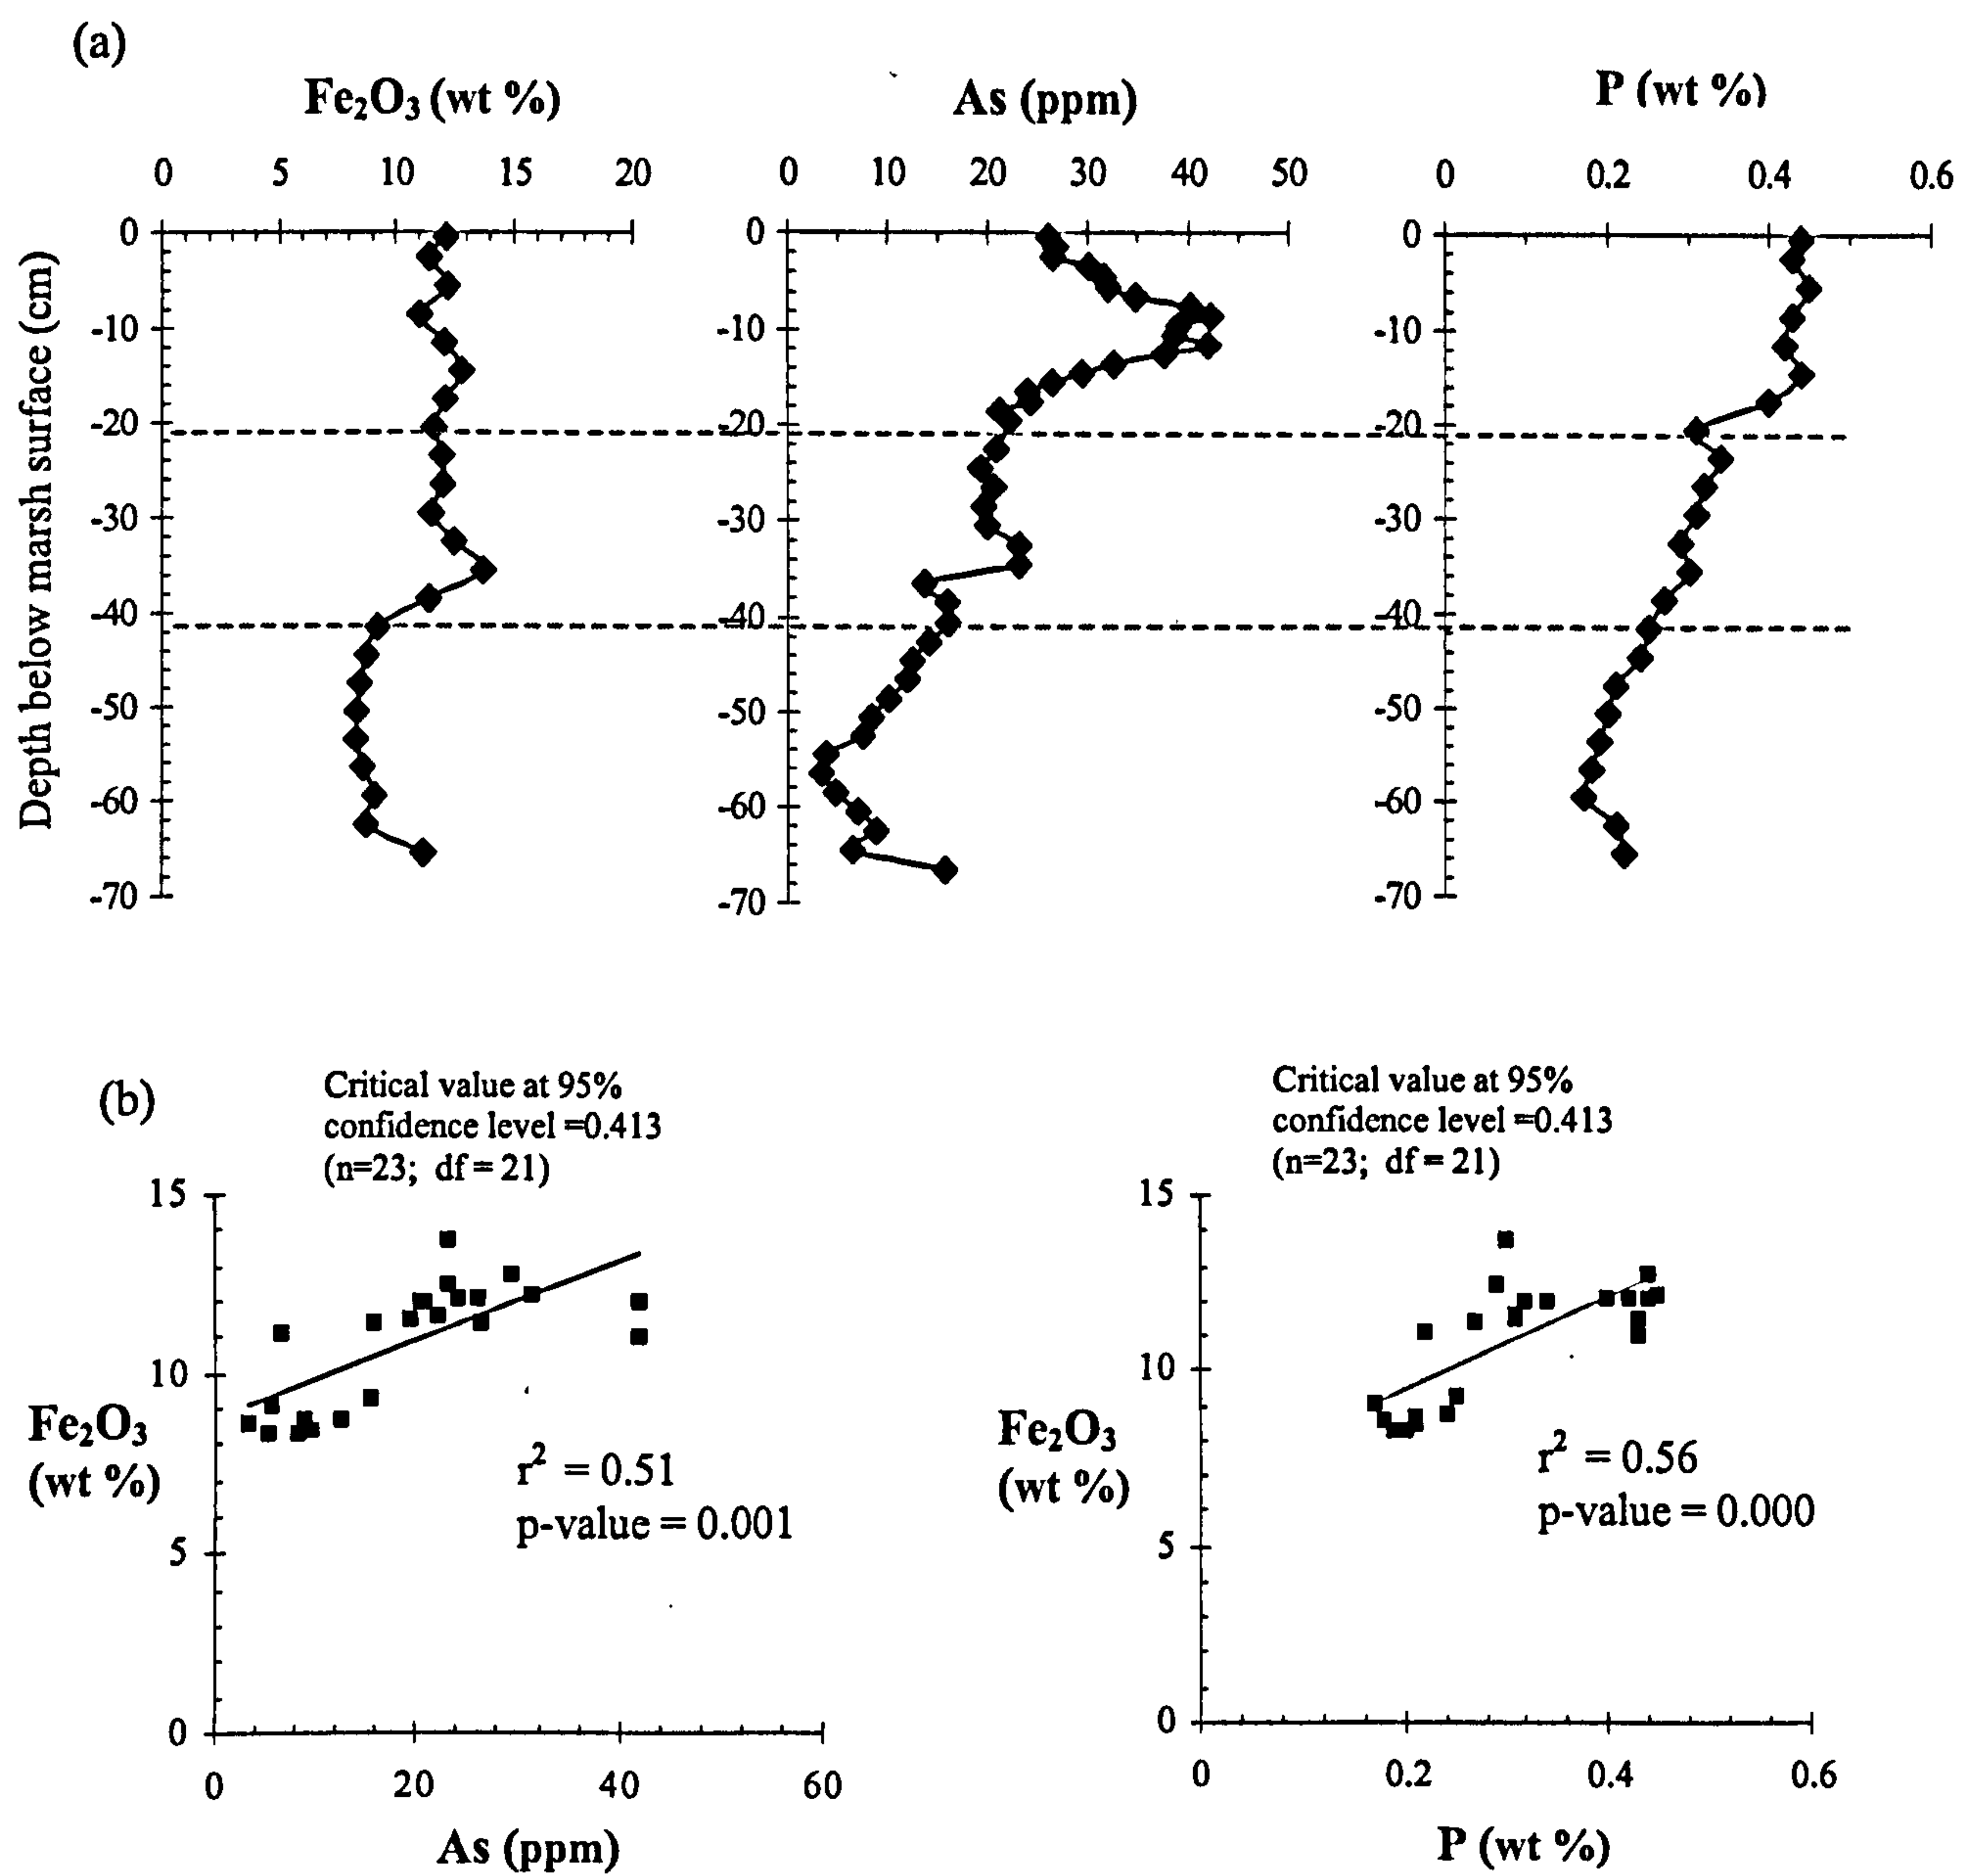 (a)
Fe₂O₃ (wt %)
As (ppm)
P (wt %)
0 5 10 15 20
0 10 20 30 40 50
0 0.2 0.4 0.6
Depth below marsh surface (cm)
0
-10
-20
-30
-40
-50
-60
-70
0
-10
-20
-30
-40
-50
-60
-70
0
-10
-20
-30
-40
-50
-60
-70
(b)
Critical value at 95%
confidence level =0.413
(n=23; df = 21)
15
10
5
0
Fe₂O₃
(wt %)
r² = 0.51
p-value = 0.001
0 20 40 60
As (ppm)
Critical value at 95%
confidence level =0.413
(n=23; df = 21)
15
10
5
0
Fe₂O₃
(wt %)
r² = 0.56
p-value = 0.000
0 0.2 0.4 0.6
P (wt %)